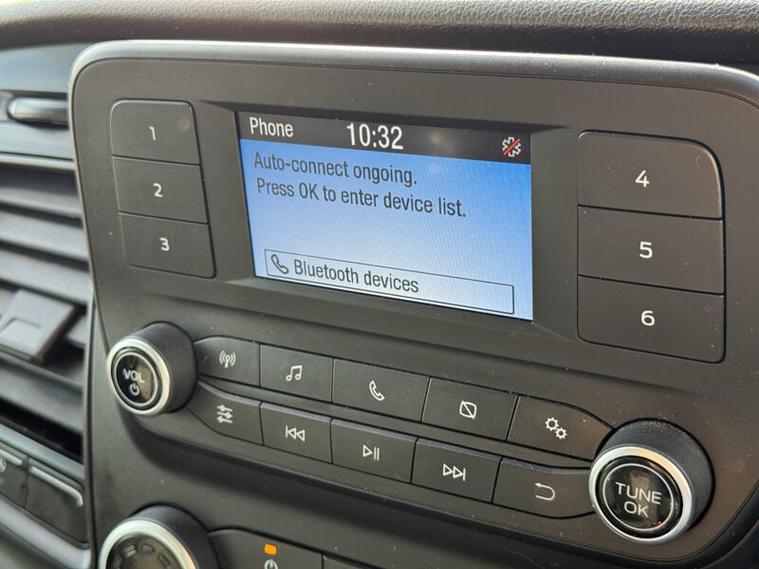 Phone 10:32
Auto-connect ongoing.
Press OK to enter device list.
Bluetooth devices
1
2
3
4
5
6
VOL
TUNE
OK